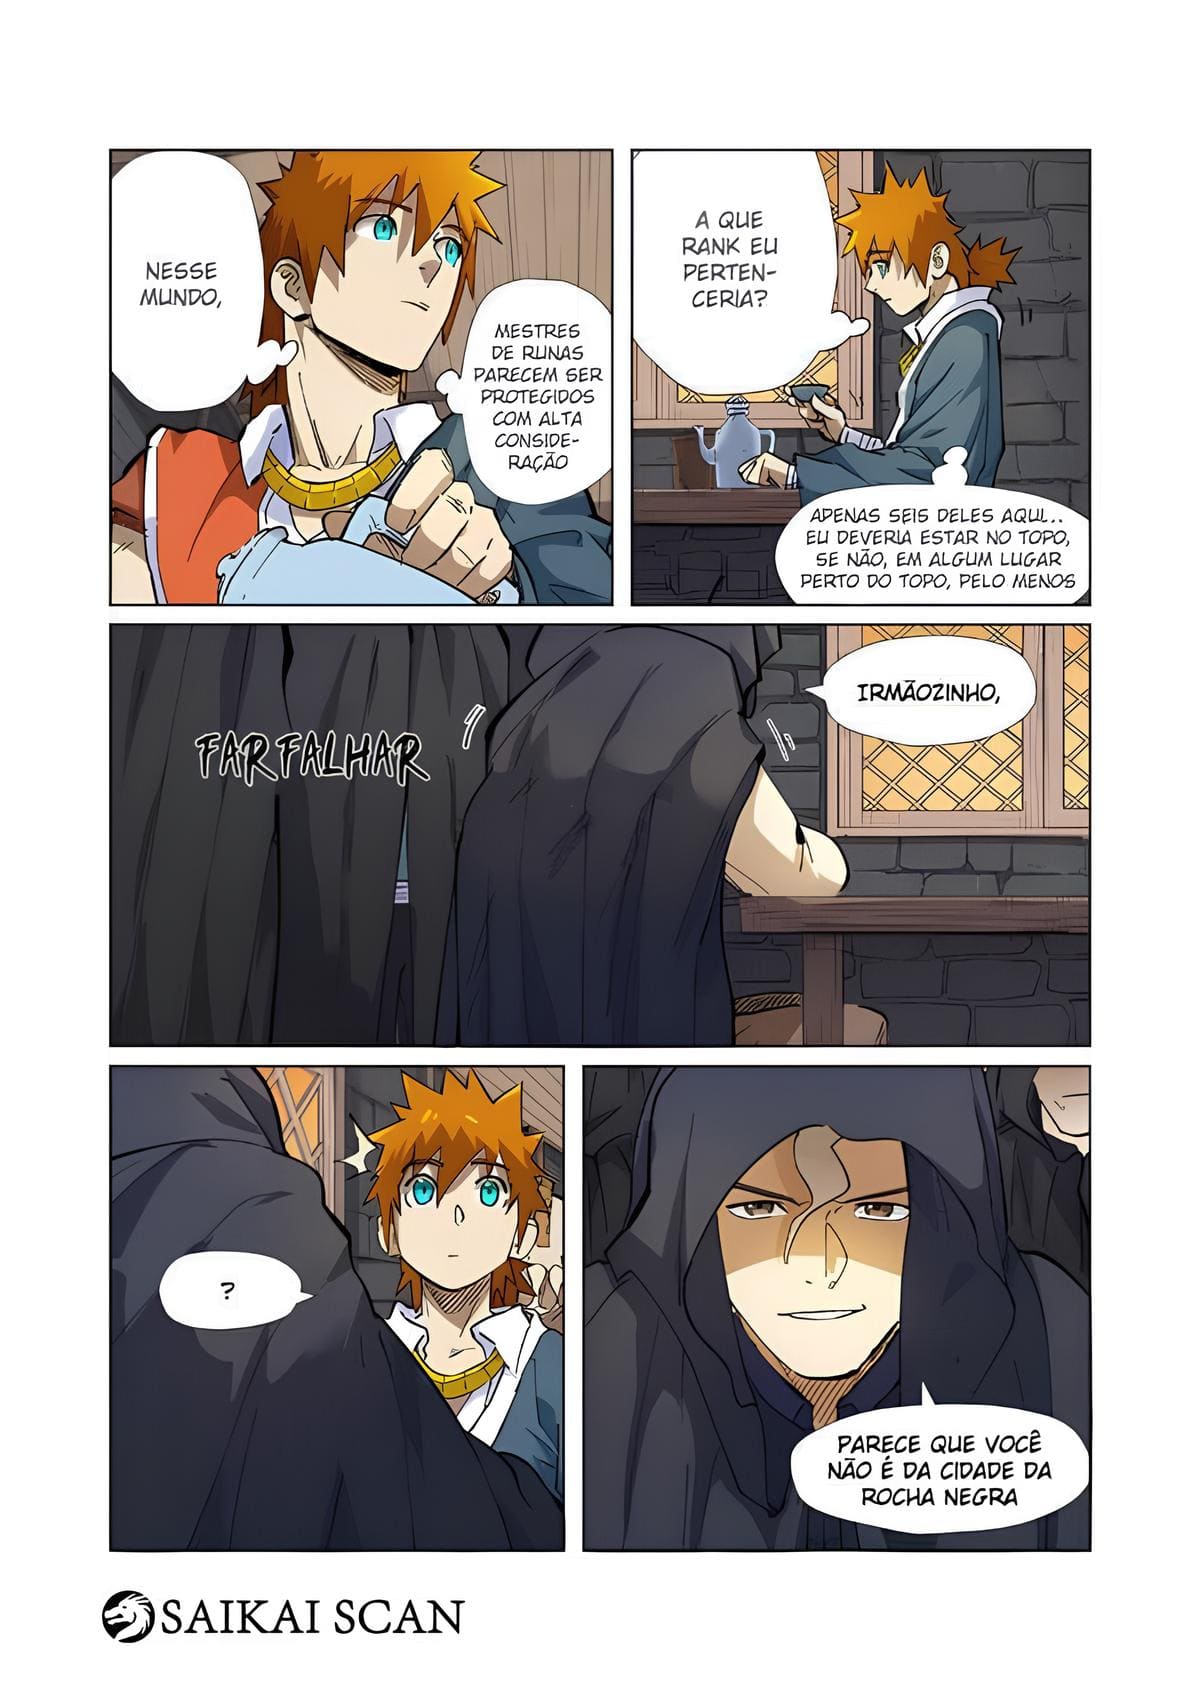 NESSE
MUNDO,
MESTRES
DE RUNAS
PARECEM SER
PROTEGIDOS
COM ALTA
CONSIDE-
RAÇÃO
A QUE
RANK EU
PERTEN-
CERIA?
APENAS SEIS DELES AQUI...
EU DEVERIA ESTAR NO TOPO,
SE NÃO, EM ALGUM LUGAR
PERTO DO TOPO, PELO MENOS
FARFALHAR
IRMÃOZINHO,
?
PARECE QUE VOCÊ
NÃO É DA CIDADE DA
ROCHA NEGRA
SAIKAI SCAN